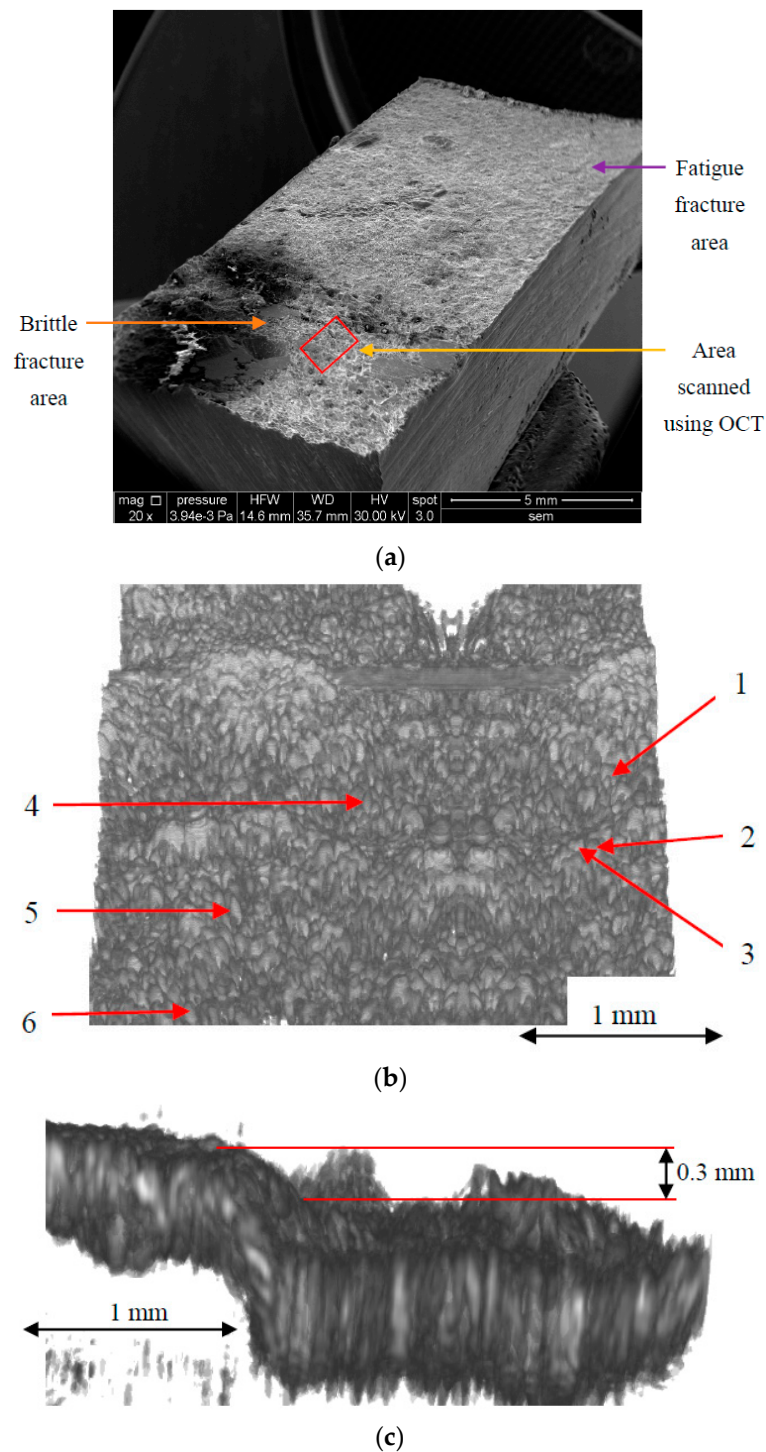 Fatigue
fracture
area
Brittle
fracture
area
Area
scanned
using OCT
mag □ pressure HFW WD HV spot 5 mm
20 x 3.94e-3 Pa 14.6 mm 35.7 mm 30.00 kV 3.0 sem
(a)
1
4
2
5
3
6
1 mm
(b)
0.3 mm
1 mm
(c)